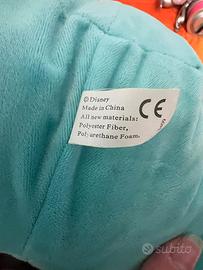 © Disney
Made in China
All new materials:
Polyester Fiber,
Polyurethane Foam.
CE
subito